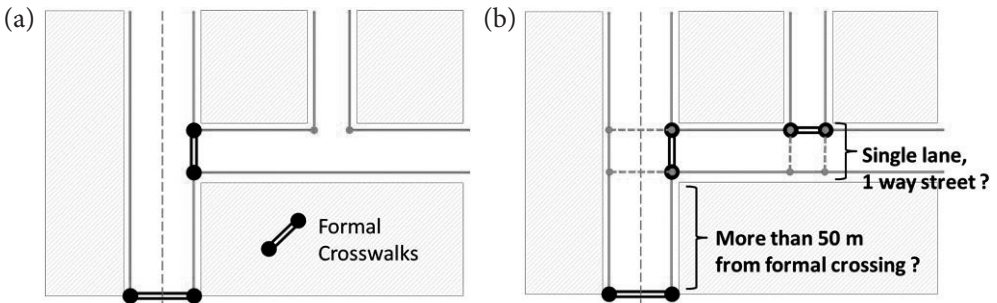 (a)
Formal
Crosswalks
(b)
Single lane,
1 way street ?
More than 50 m
from formal crossing ?